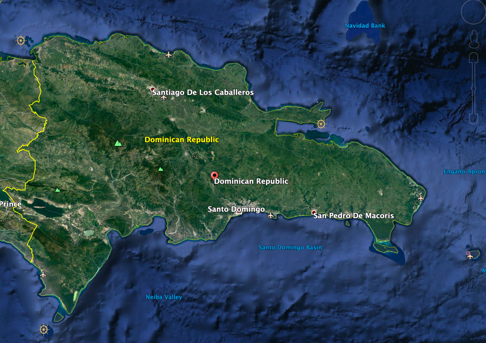 Navidad Bank
Santiago De Los Caballeros
Dominican Republic
Dominican Republic
Prince
Santo Domingo
San Pedro De Macoris
Santo Domingo Basin
Neiba Valley